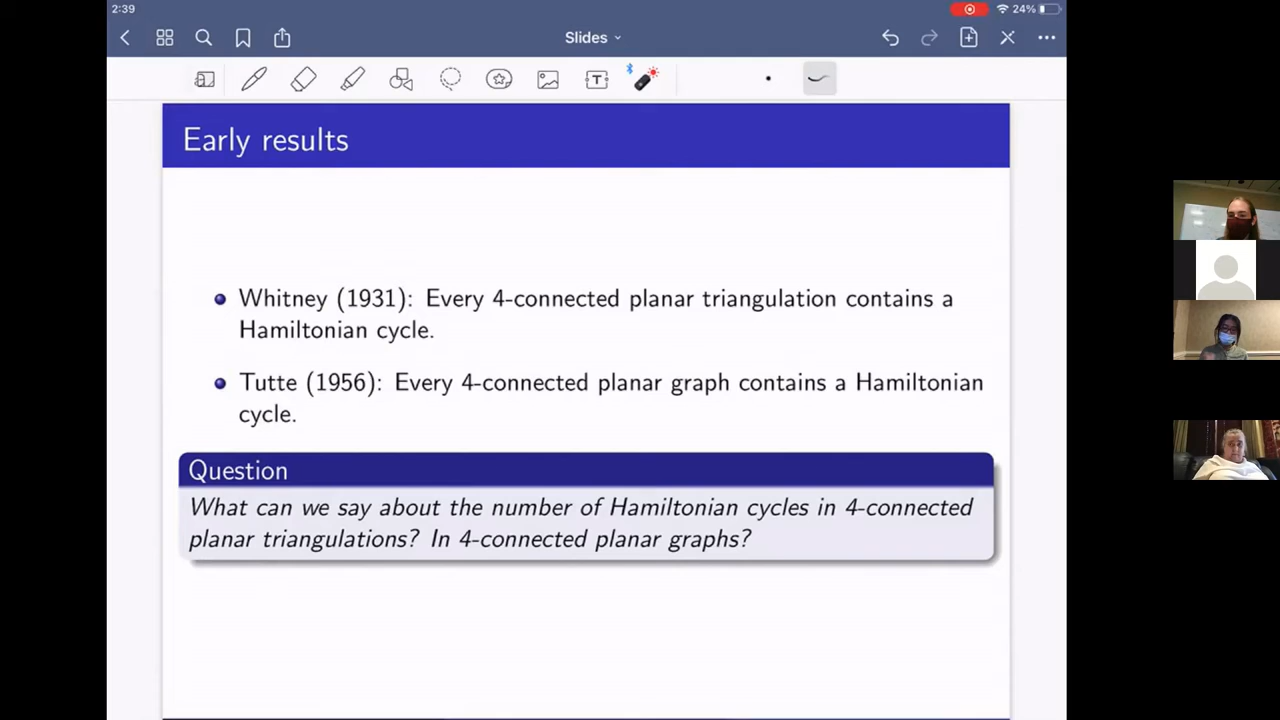 2:39
24%
Slides
T
Early results
Whitney (1931): Every 4-connected planar triangulation contains a
Hamiltonian cycle.
Tutte (1956): Every 4-connected planar graph contains a Hamiltonian
cycle.
Question
What can we say about the number of Hamiltonian cycles in 4-connected
planar triangulations? In 4-connected planar graphs?